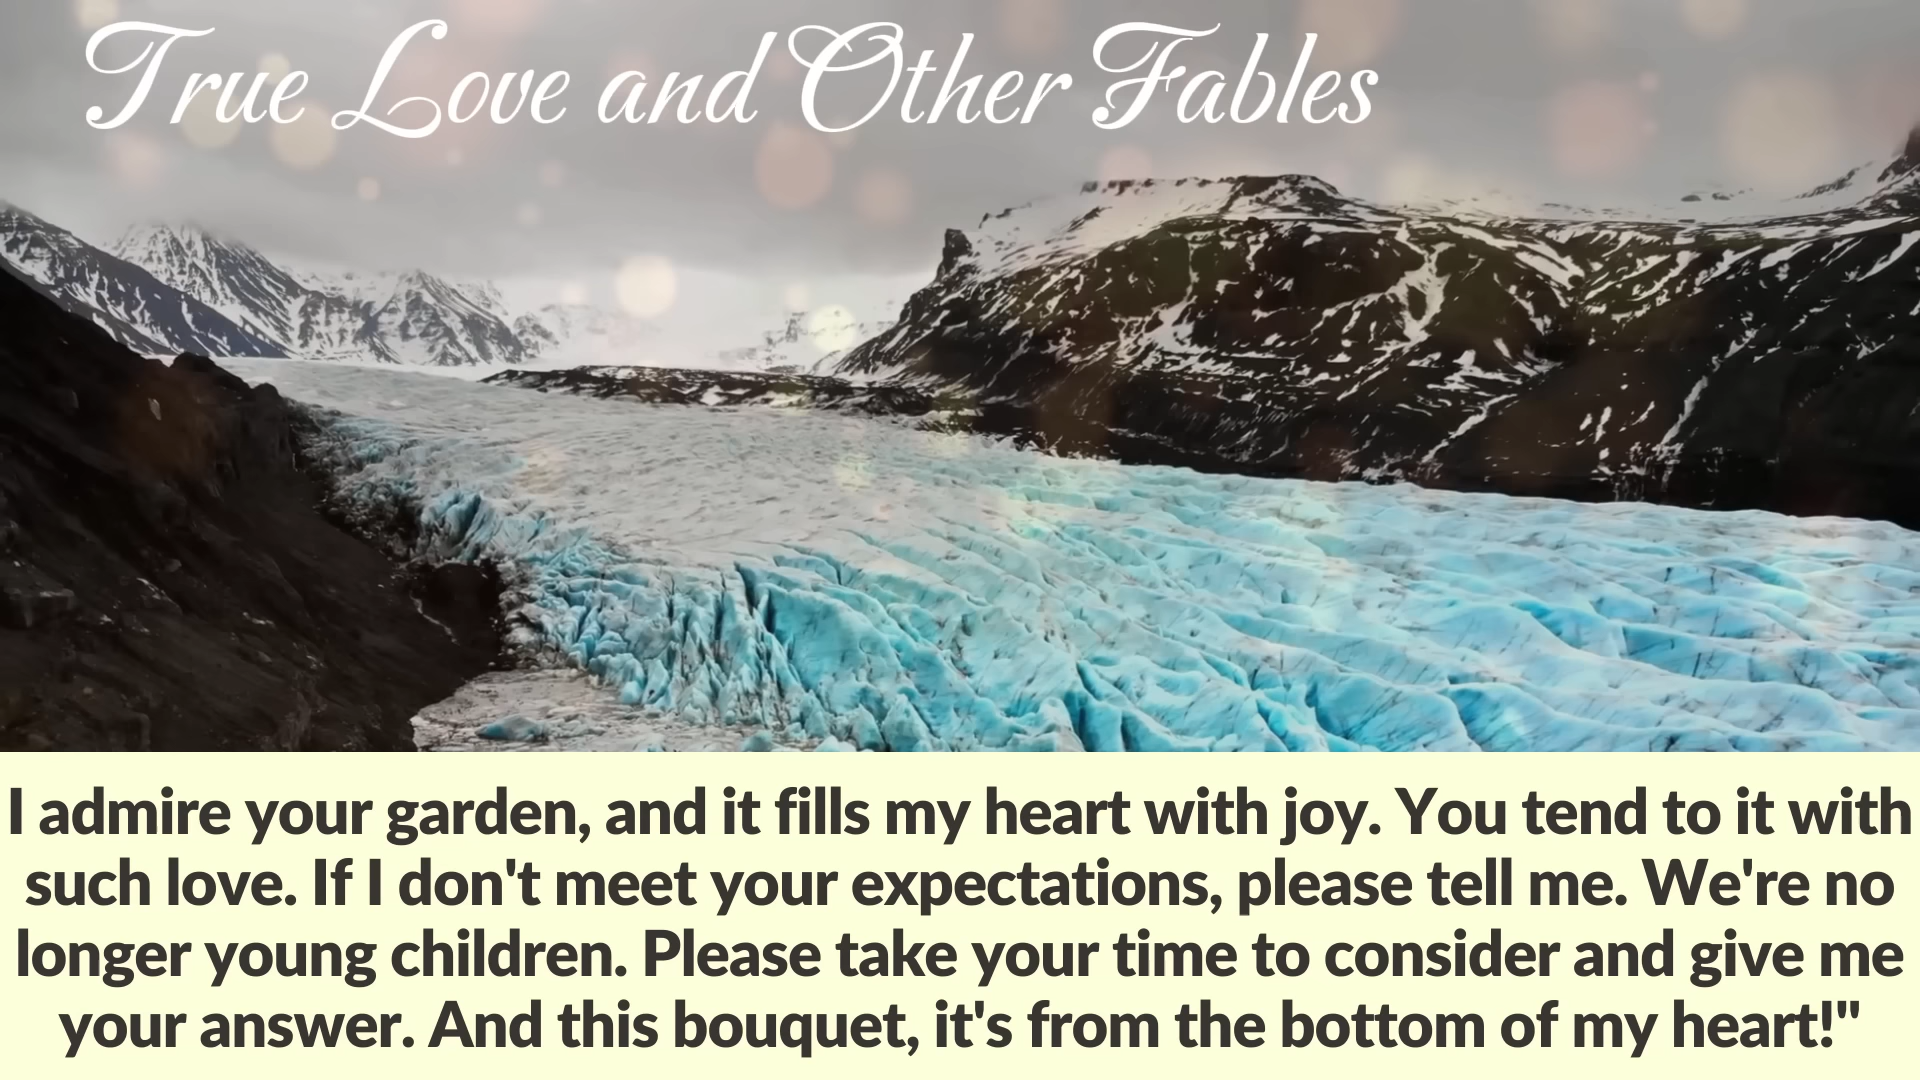 True Love and Other Fables
I admire your garden, and it fills my heart with joy. You tend to it with
such love. If I don't meet your expectations, please tell me. We're no
longer young children. Please take your time to consider and give me
your answer. And this bouquet, it's from the bottom of my heart!"